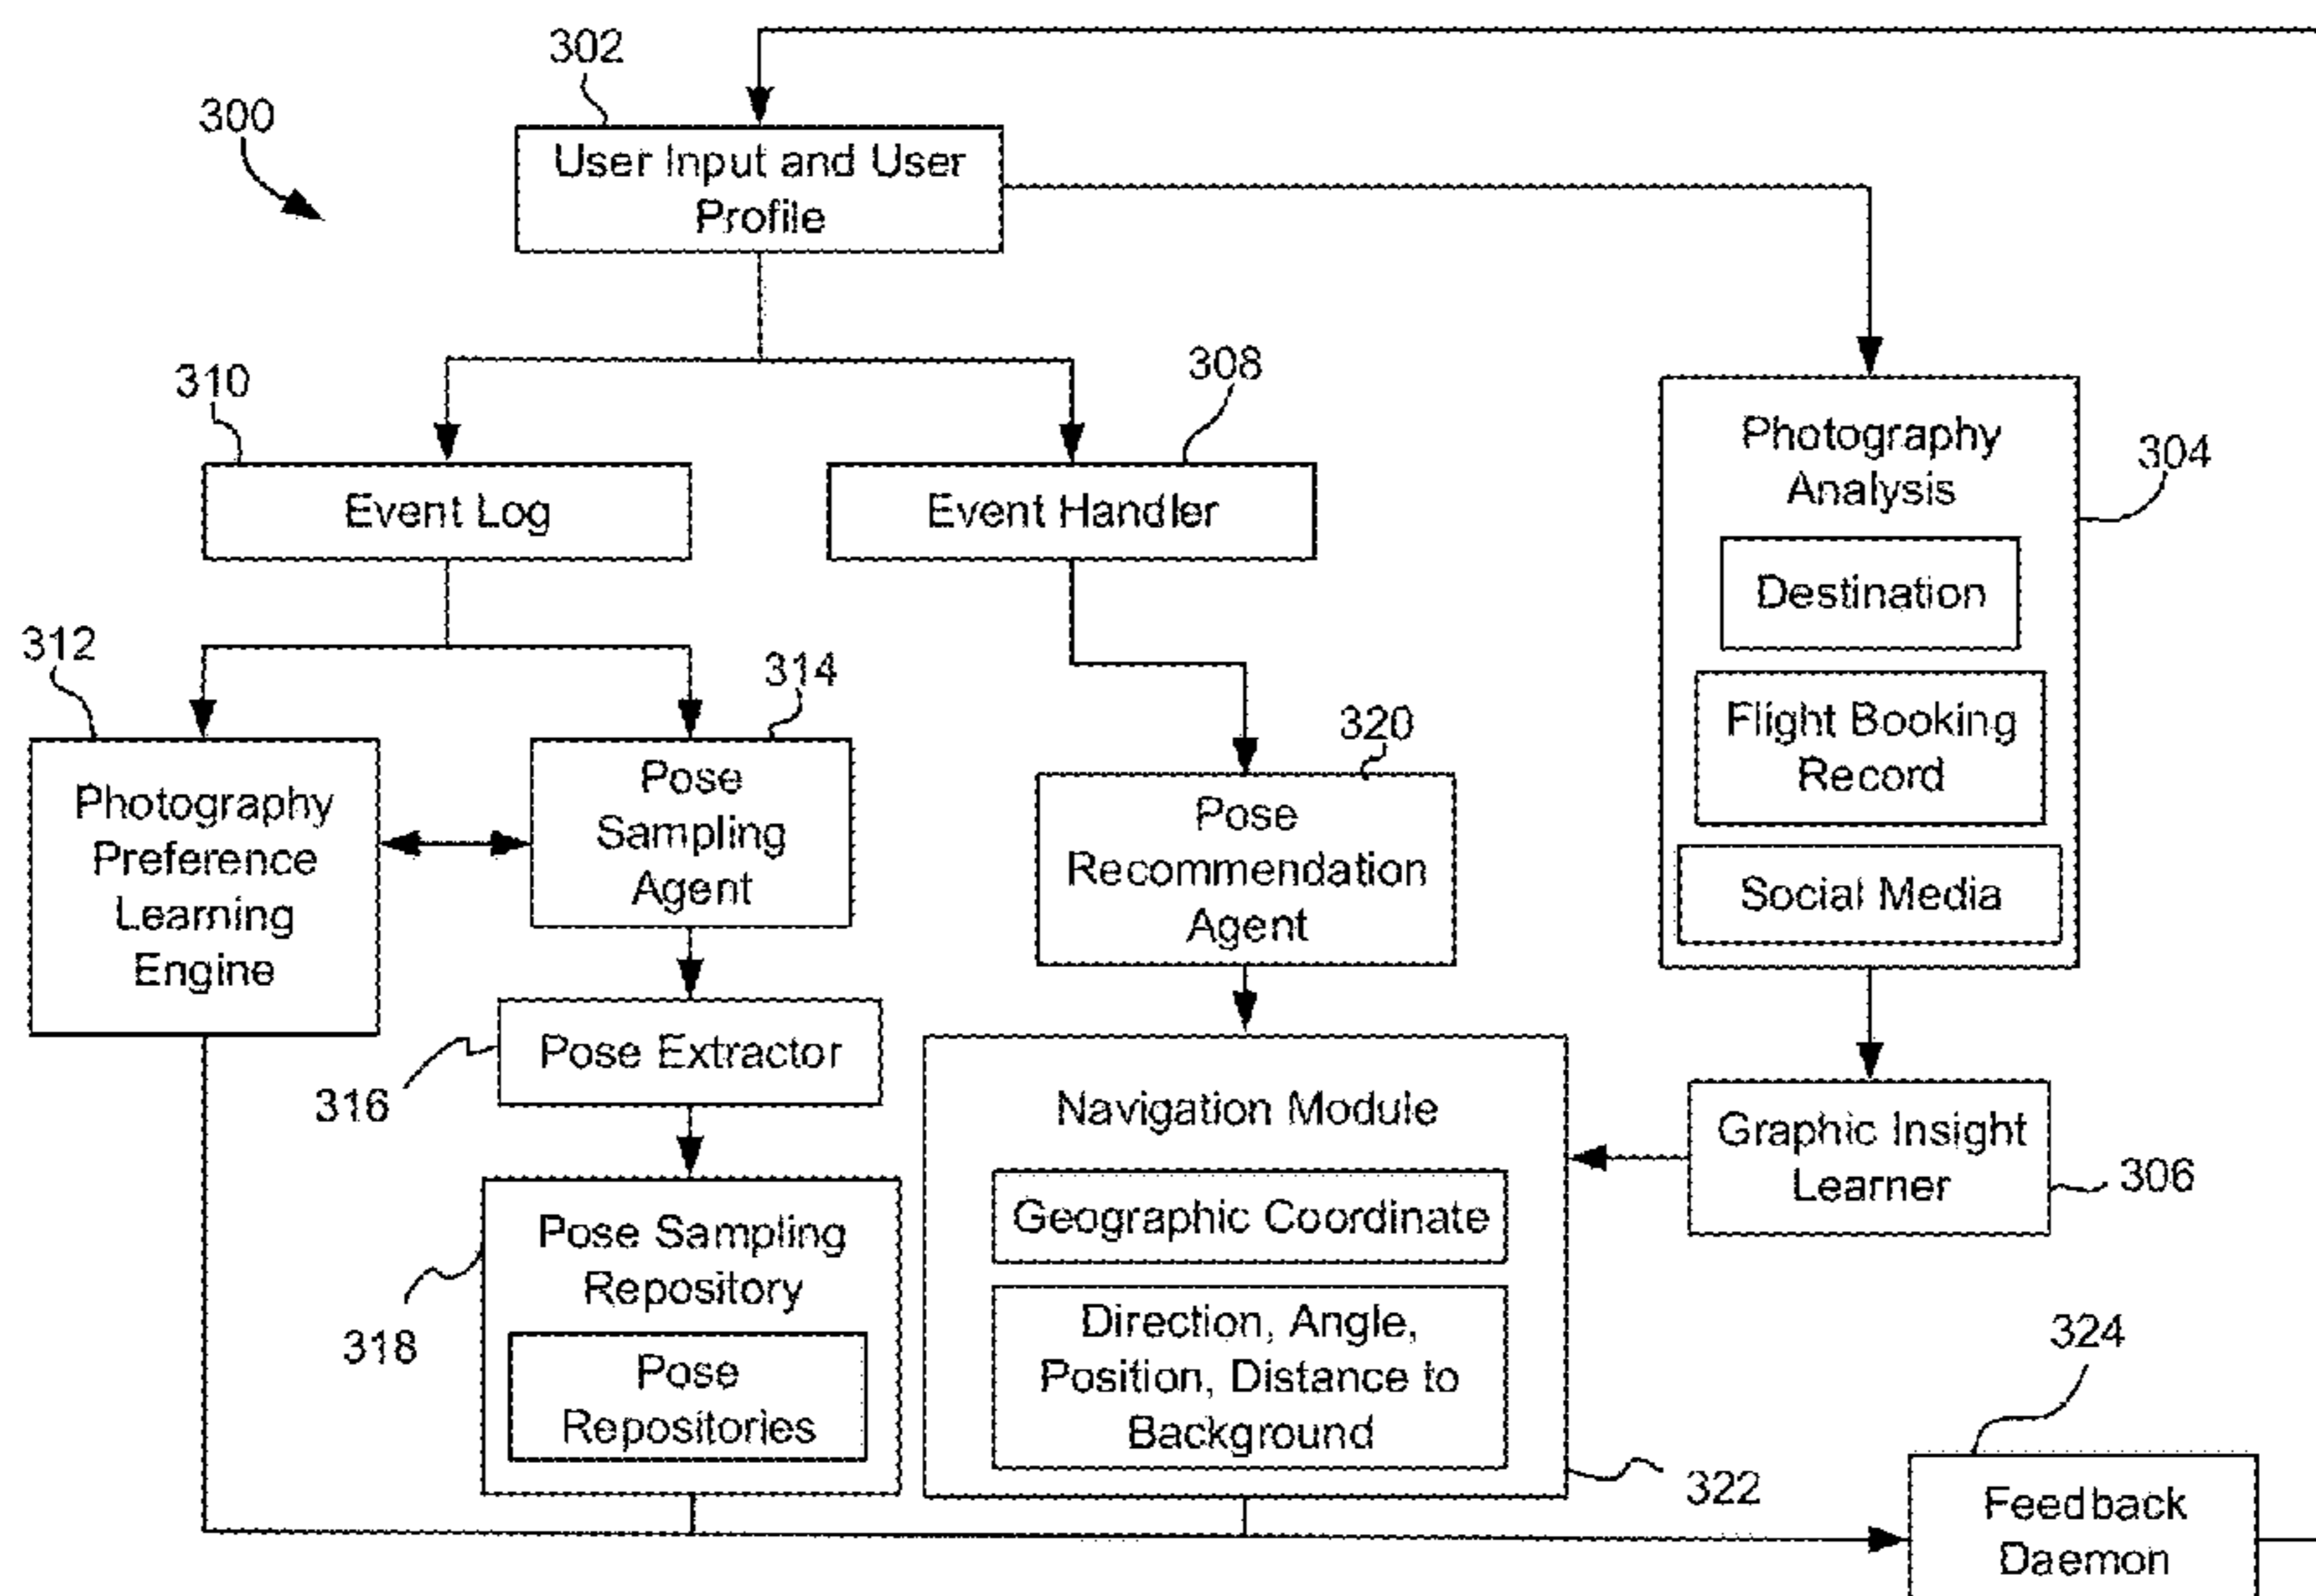 302
300
User Input and User
Profile
310
308
Event Log
Event Handler
Photography
Analysis
304
Destination
Flight Booking
Record
Social Media
312
314
320
Photography
Preference
Learning
Engine
Pose
Sampling
Agent
Pose
Recommendation
Agent
316
Pose Extractor
Navigation Module
Geographic Coordinate
Direction, Angle,
Position, Distance to
Background
322
Graphic Insight
Learner
306
318
Pose Sampling
Repository
Pose
Repositories
324
Feedback
Daemon